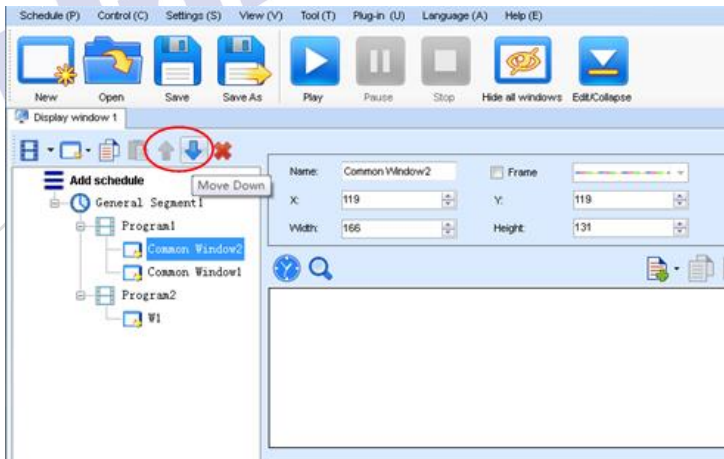 Schedule (P) Control (C) Settings (S) View (V) Tool (T) Plug-in (U) Language (A) Help (E)
New Open Save Save As Play Pause Stop Hide all windows Edit/Collapse
Display window 1
Move Down
Name: Common Window2 Frame
X: 119 Y: 119
Width: 166 Height: 131
Add schedule
General Segment1
Program1
Common Window2
Common Window1
Program2
W1